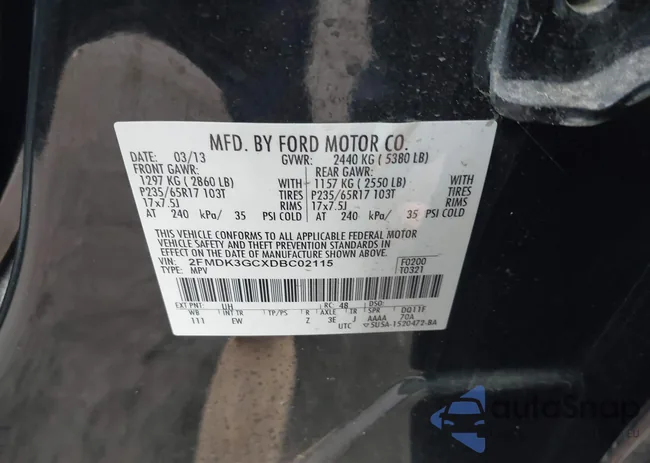 MFD. BY FORD MOTOR CO.
DATE: 03/13 GVWR: 2440 KG ( 5380 LB)
FRONT GAWR: REAR GAWR:
1297 KG ( 2860 LB) WITH 1157 KG ( 2550 LB) WITH
P235/65R17 103T TIRES P235/65R17 103T TIRES
17x7.5J RIMS 17x7.5J RIMS
AT 240 kPa/ 35 PSI COLD AT 240 kPa/ 35 PSI COLD
THIS VEHICLE CONFORMS TO ALL APPLICABLE FEDERAL MOTOR
VEHICLE SAFETY AND THEFT PREVENTION STANDARDS IN
EFFECT ON THE DATE OF MANUFACTURE SHOWN ABOVE.
VIN: 2FMDK3GCXDBC02115 F0200
TYPE: MPV T0321
EXT PNT: UH RC: 48 DSO:
WB INT TR TP/PS R AXLE TR SPR DQ11F
111 EW Z 3E J AAAA 70A
UTC 5U5A-1520472-BA
autoSnap